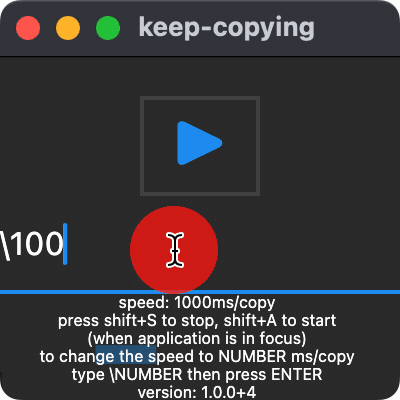 keep-copying
\100
speed: 1000ms/copy
press shift+S to stop, shift+A to start
(when application is in focus)
to change the speed to NUMBER ms/copy
type \NUMBER then press ENTER
version: 1.0.0+4